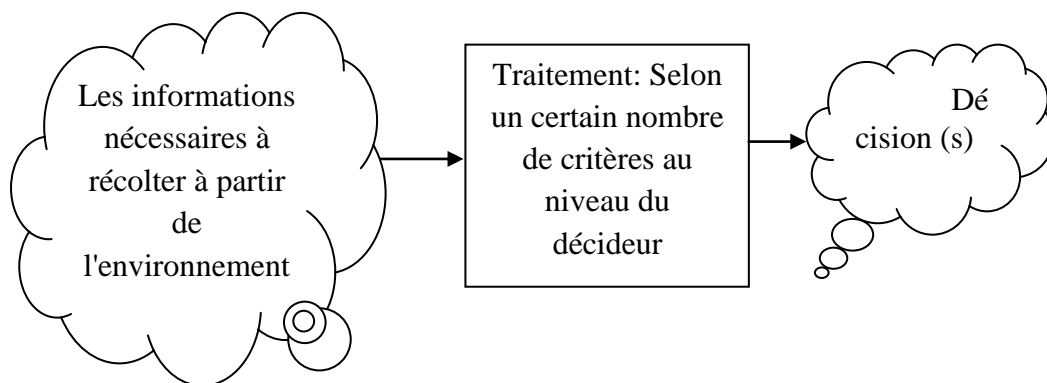 Les informations
nécessaires à
récolter à partir
de
l'environnement
Traitement: Selon
un certain nombre
de critères au
niveau du
décideur
Dé
cision (s)